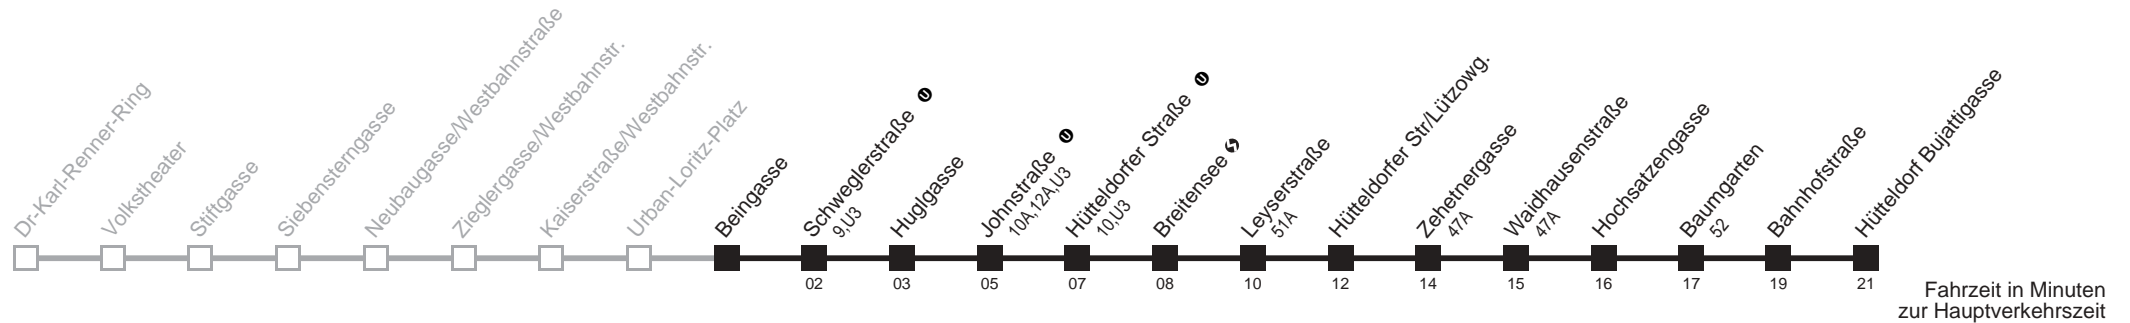 Dr-Karl-Renner-Ring
Volkstheater
Stiftgasse
Siebensterngasse
Neubaugasse/Westbahnstraße
Zieglergasse/Westbahnstr.
Kaiserstraße/Westbahnstr.
Urban-Loritz-Platz
Beingasse
Schweglerstraße U
9,U3
Huglgasse
Johnstraße U
10A,12A,U3
Hütteldorfer Straße U
10,U3
Breitensee
Leyserstraße
51A
Hütteldorfer Str/Lützowg.
Zehetnergasse
47A
Waidhausenstraße
47A
Hochsatzengasse
Baumgarten
52
Bahnhofstraße
Hütteldorf Bujattigasse
02 03 05 07 08 10 12 14 15 16 17 19 21
Fahrzeit in Minuten
zur Hauptverkehrszeit